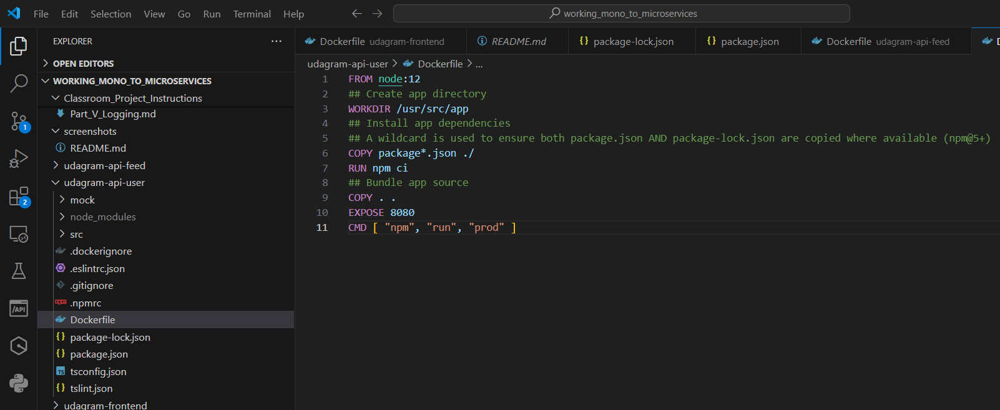 File Edit Selection View Go Run Terminal Help
working_mono_to_microservices
EXPLORER
OPEN EDITORS
WORKING_MONO_TO_MICROSERVICES
Classroom_Project_Instructions
Part_V_Logging.md
screenshots
README.md
udagram-api-feed
udagram-api-user
mock
node_modules
src
.dockerignore
.eslintrc.json
.gitignore
.npmrc
Dockerfile
package-lock.json
package.json
tsconfig.json
tslint.json
udagram-frontend
1
2
/API
Dockerfile udagram-frontend
README.md
package-lock.json
package.json
Dockerfile udagram-api-feed
udagram-api-user > Dockerfile > ...
1 FROM node:12
2 ## Create app directory
3 WORKDIR /usr/src/app
4 ## Install app dependencies
5 ## A wildcard is used to ensure both package.json AND package-lock.json are copied where available (npm@5+)
6 COPY package*.json ./
7 RUN npm ci
8 ## Bundle app source
9 COPY . .
10 EXPOSE 8080
11 CMD [ "npm", "run", "prod" ]